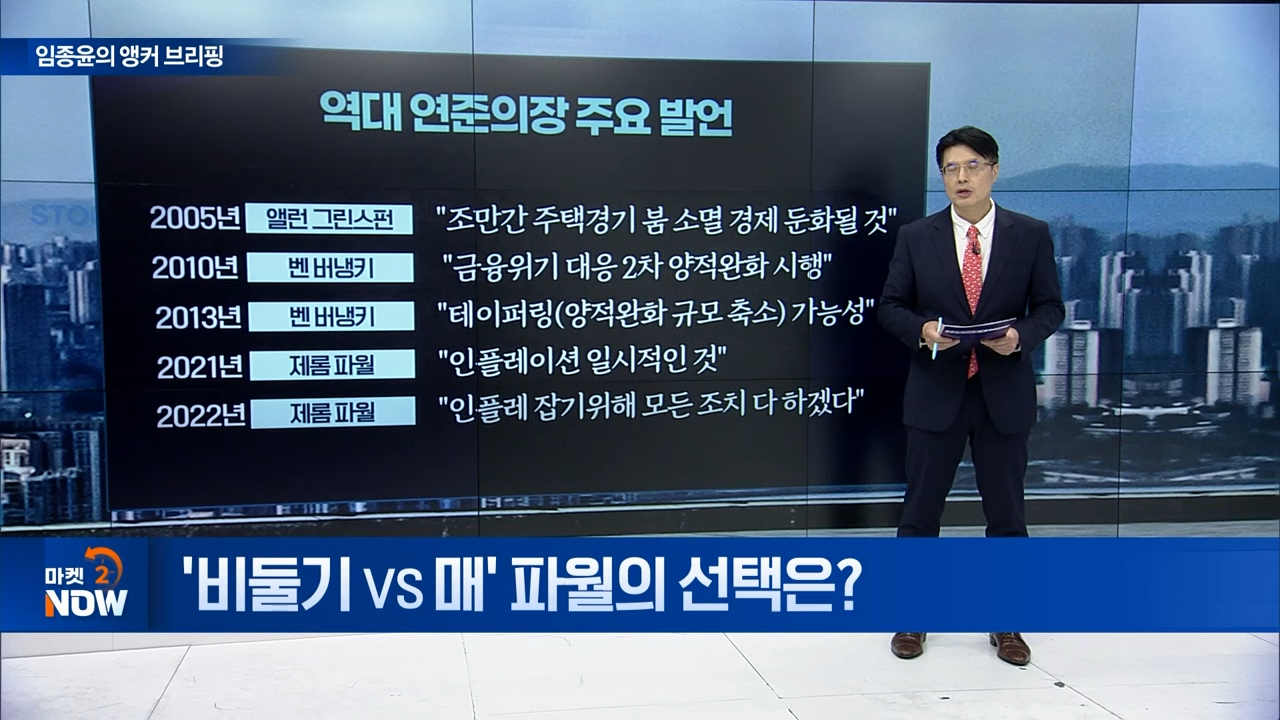 임종윤의 앵커 브리핑
역대 연준의장 주요 발언
STO
2005년 앨런 그린스펀 "조만간 주택경기 붐 소멸 경제 둔화될 것"
2010년 벤 버냉키 "금융위기 대응 2차 양적완화 시행"
2013년 벤 버냉키 "테이퍼링(양적완화 규모 축소) 가능성"
2021년 제롬 파월 "인플레이션 일시적인 것"
2022년 제롬 파월 "인플레 잡기위해 모든 조치 다 하겠다"
마켓 2
NOW
'비둘기 vs 매' 파월의 선택은?